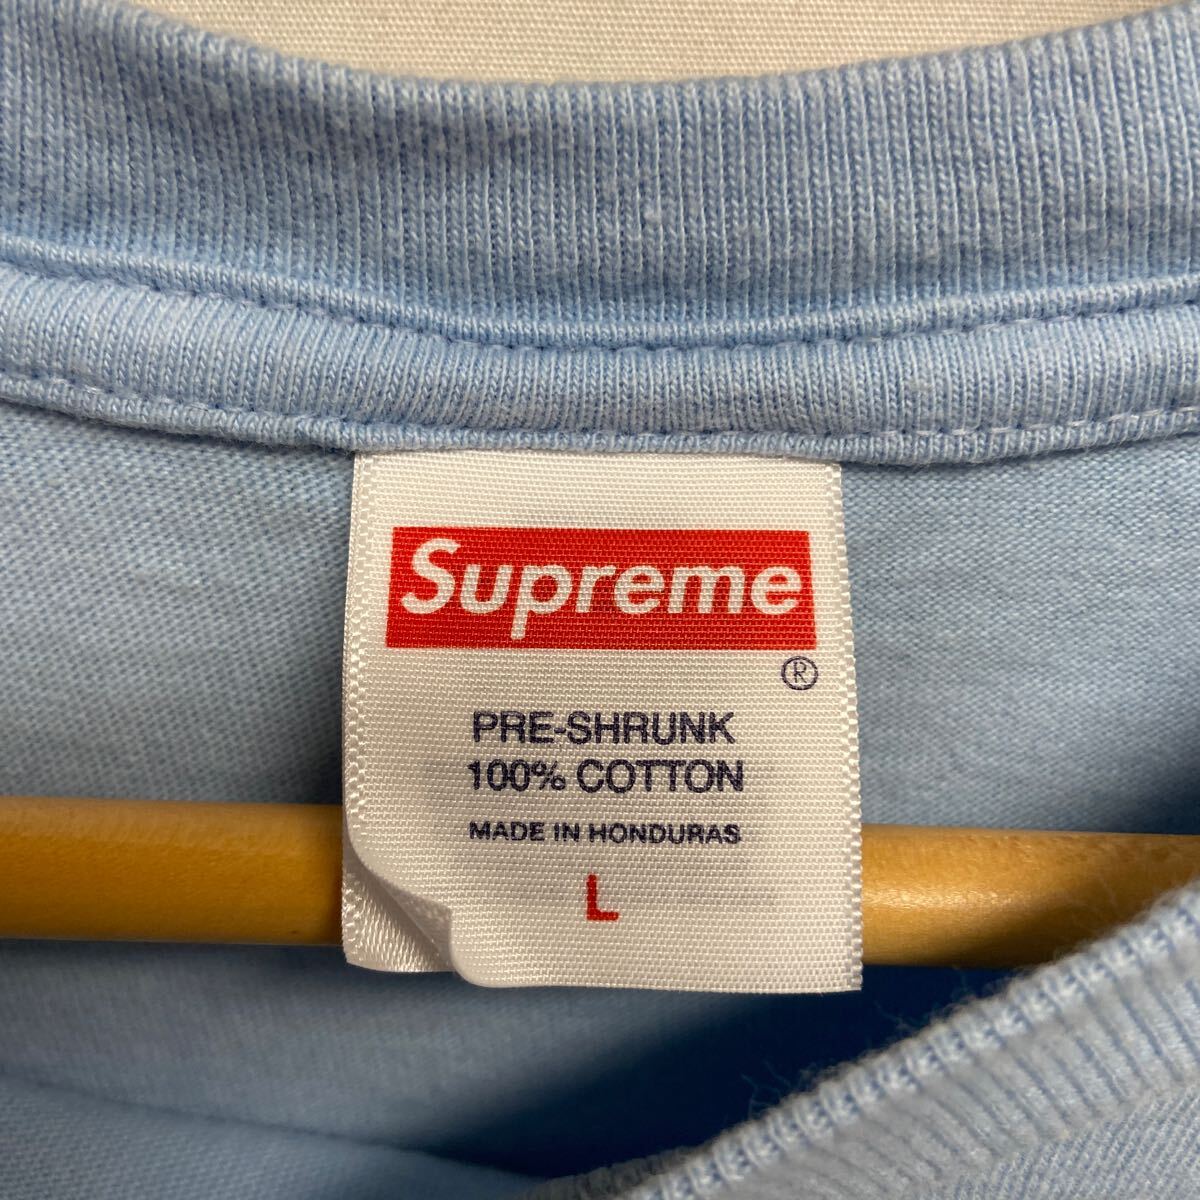 Supreme
®
PRE-SHRUNK
100% COTTON
MADE IN HONDURAS
L